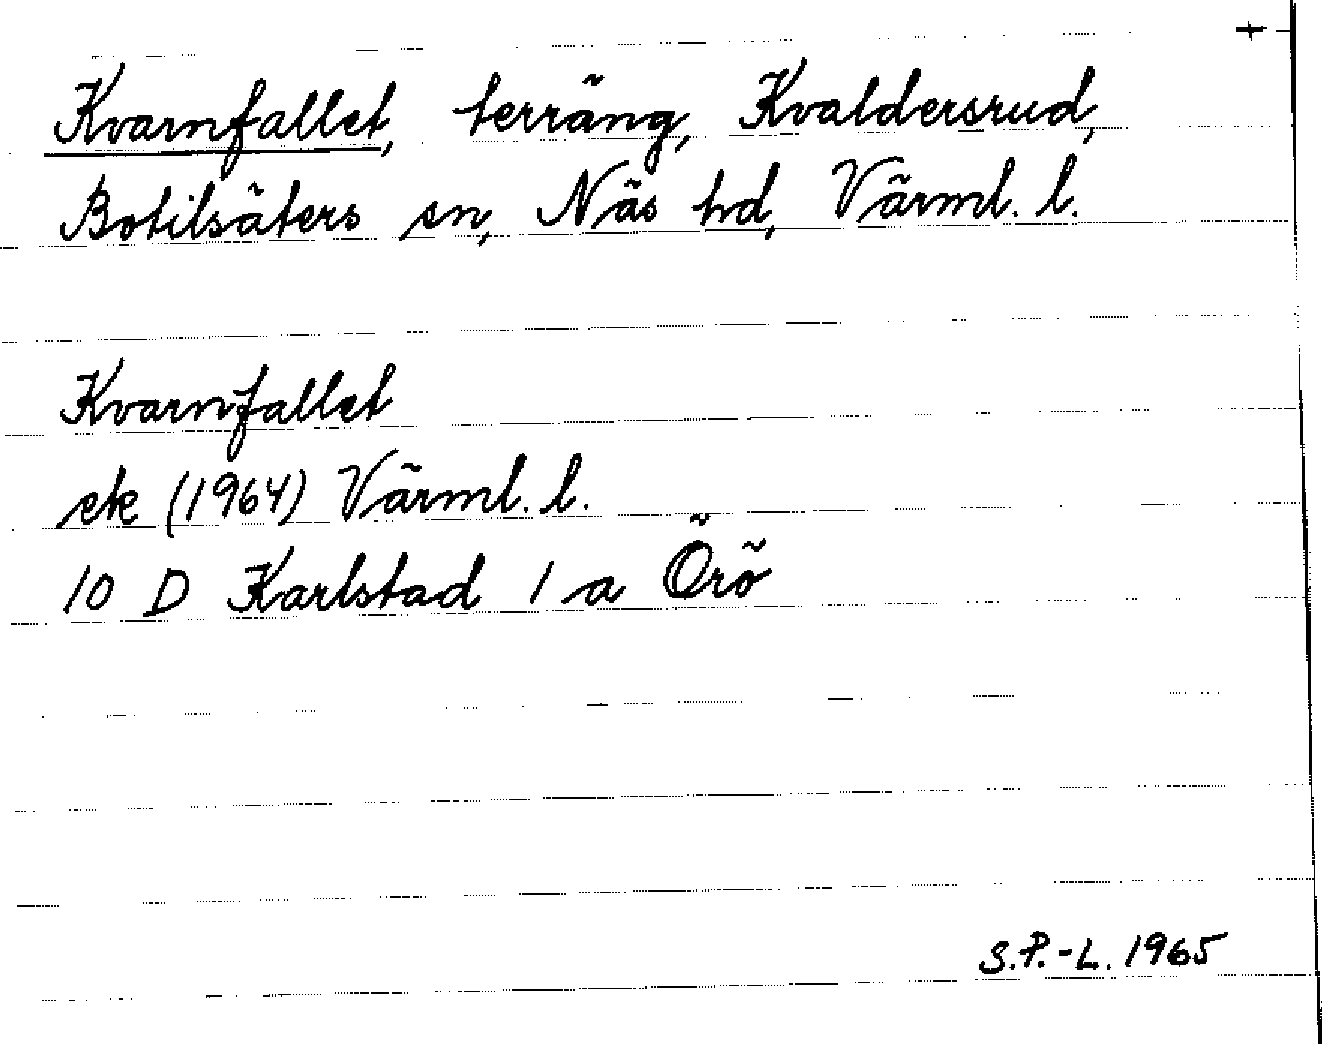 +
Kvarnfallet, terräng, Kvaldersrud,
Botilsäters sn, Näs hd, Värml. l.
Kvarnfallet
ek (1964) Värml. l.
10 D Karlstad 1 a Örö
S.P.-L. 1965